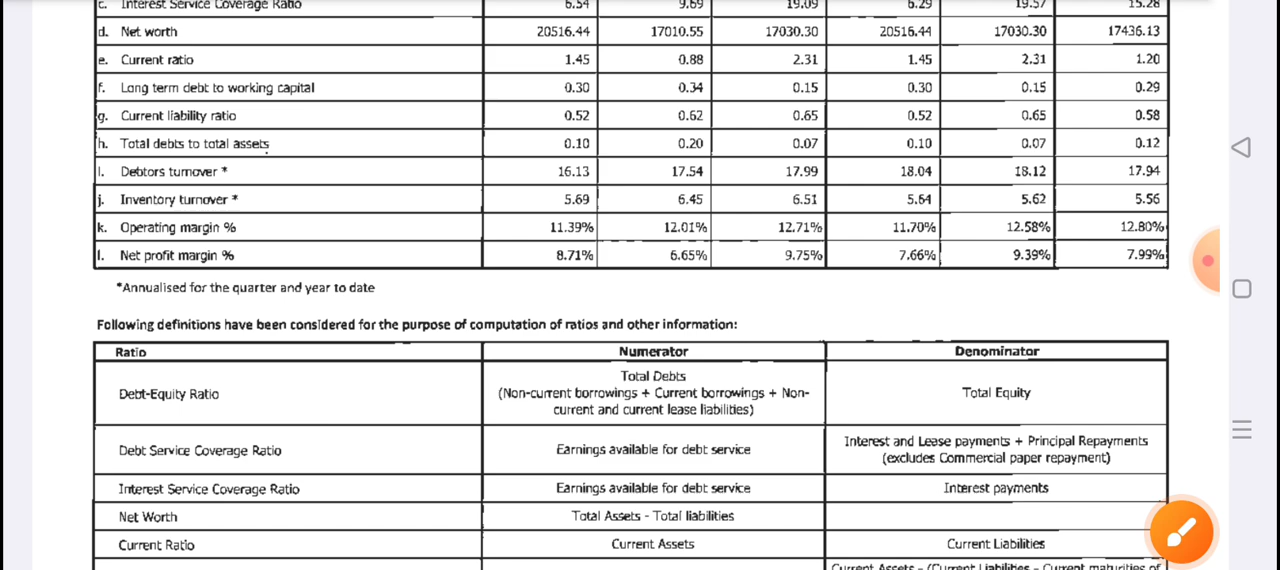 c. Interest Service Coverage Ratio 6.54 9.69 19.09 6.29 19.57 15.28
d. Net worth 20516.44 17010.55 17030.30 20516.44 17030.30 17436.13
e. Current ratio 1.45 0.88 2.31 1.45 2.31 1.20
f. Long term debt to working capital 0.30 0.34 0.15 0.30 0.15 0.29
g. Current liability ratio 0.52 0.62 0.65 0.52 0.65 0.58
h. Total debts to total assets 0.10 0.20 0.07 0.10 0.07 0.12
i. Debtors turnover * 16.13 17.54 17.99 18.04 18.12 17.94
j. Inventory turnover * 5.69 6.45 6.51 5.64 5.62 5.56
k. Operating margin % 11.39% 12.01% 12.71% 11.70% 12.58% 12.80%
l. Net profit margin % 8.71% 6.65% 9.75% 7.66% 9.39% 7.99%
*Annualised for the quarter and year to date
Following definitions have been considered for the purpose of computation of ratios and other information:
Ratio Numerator Denominator
Total Debts
Debt-Equity Ratio (Non-current borrowings + Current borrowings + Non- Total Equity
current and current lease liabilities)
Debt Service Coverage Ratio Earnings available for debt service Interest and Lease payments + Principal Repayments
(excludes Commercial paper repayment)
Interest Service Coverage Ratio Earnings available for debt service Interest payments
Net Worth Total Assets - Total liabilities
Current Ratio Current Assets Current Liabilities
Current Assets - (Current Liabilities - Current maturities of